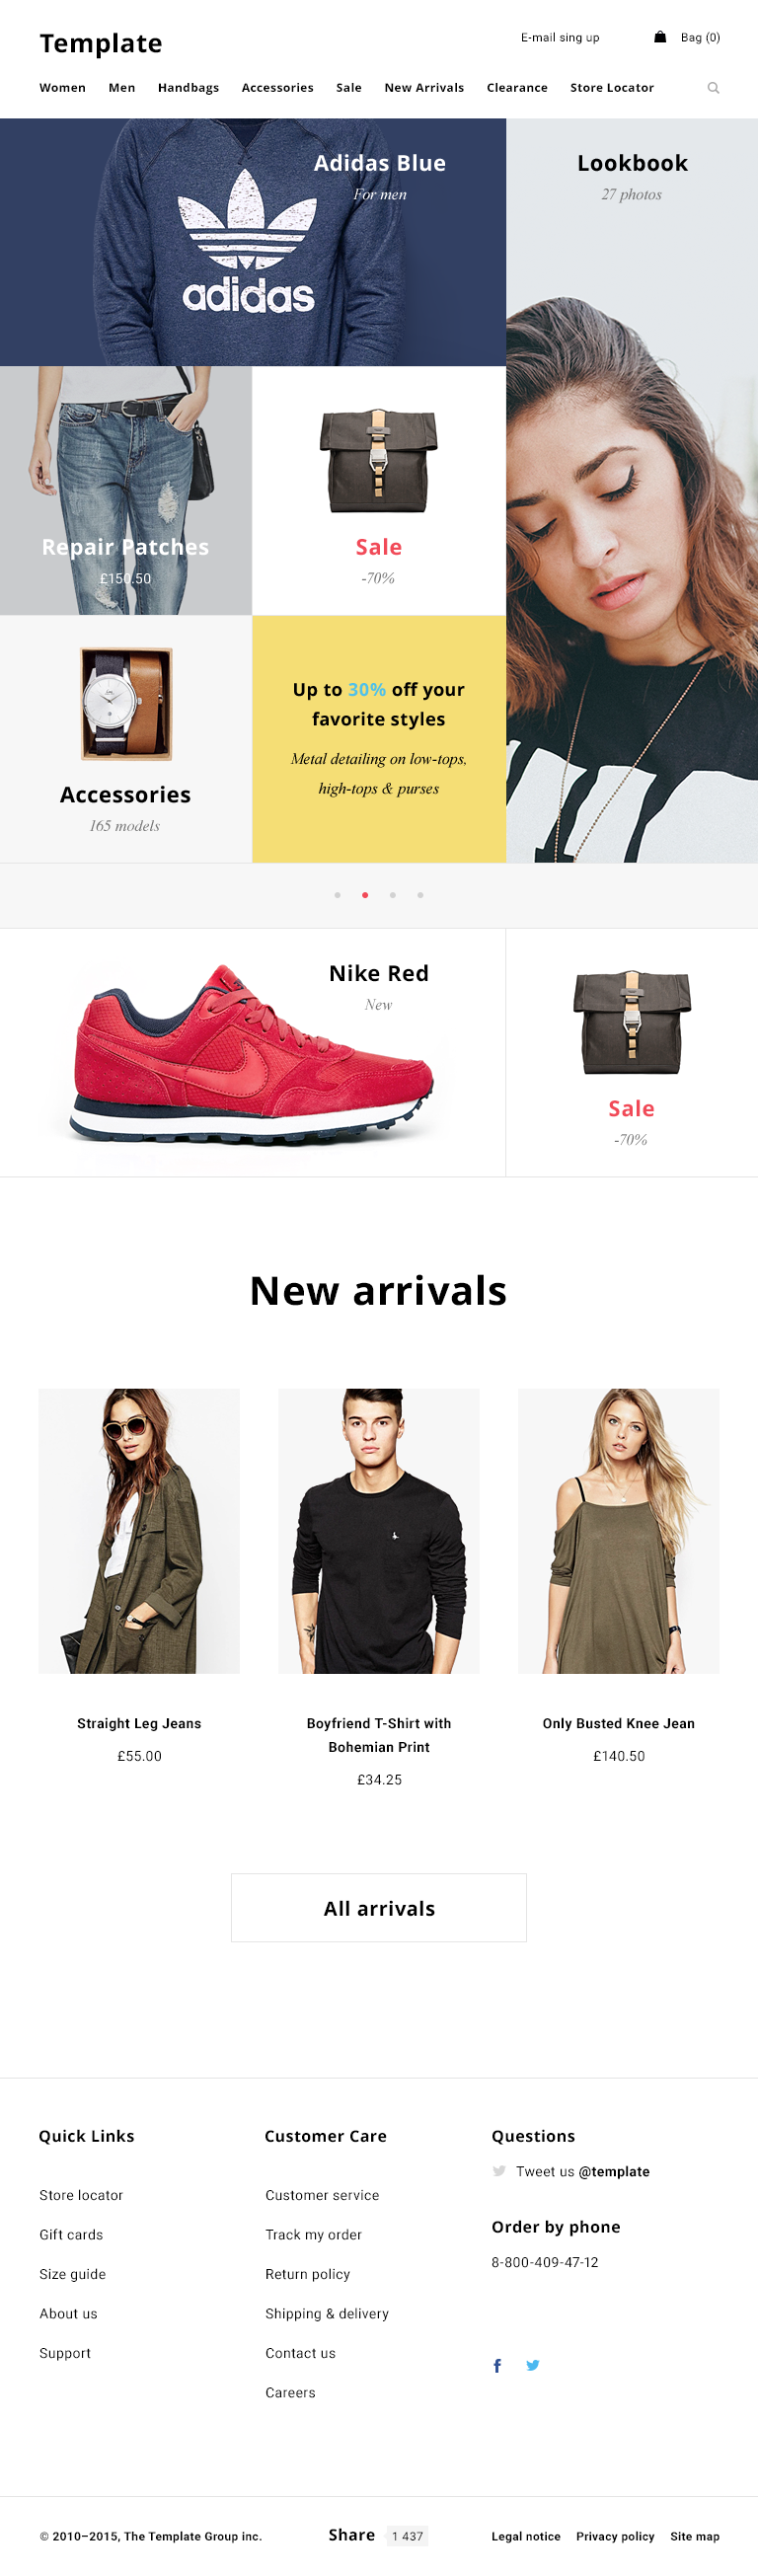 Template
E-mail sing up
Bag (0)
Women Men Handbags Accessories Sale New Arrivals Clearance Store Locator
Adidas Blue
For men
adidas
Lookbook
27 photos
Repair Patches
£150.50
Sale
-70%
Accessories
165 models
Up to 30% off your
favorite styles
Metal detailing on low-tops,
high-tops & purses
Nike Red
New
Sale
-70%
New arrivals
Straight Leg Jeans
£55.00
Boyfriend T-Shirt with
Bohemian Print
£34.25
Only Busted Knee Jean
£140.50
All arrivals
Quick Links
Store locator
Gift cards
Size guide
About us
Support
Customer Care
Customer service
Track my order
Return policy
Shipping & delivery
Contact us
Careers
Questions
Tweet us @template
Order by phone
8-800-409-47-12
© 2010–2015, The Template Group inc.
Share 1 437
Legal notice Privacy policy Site map